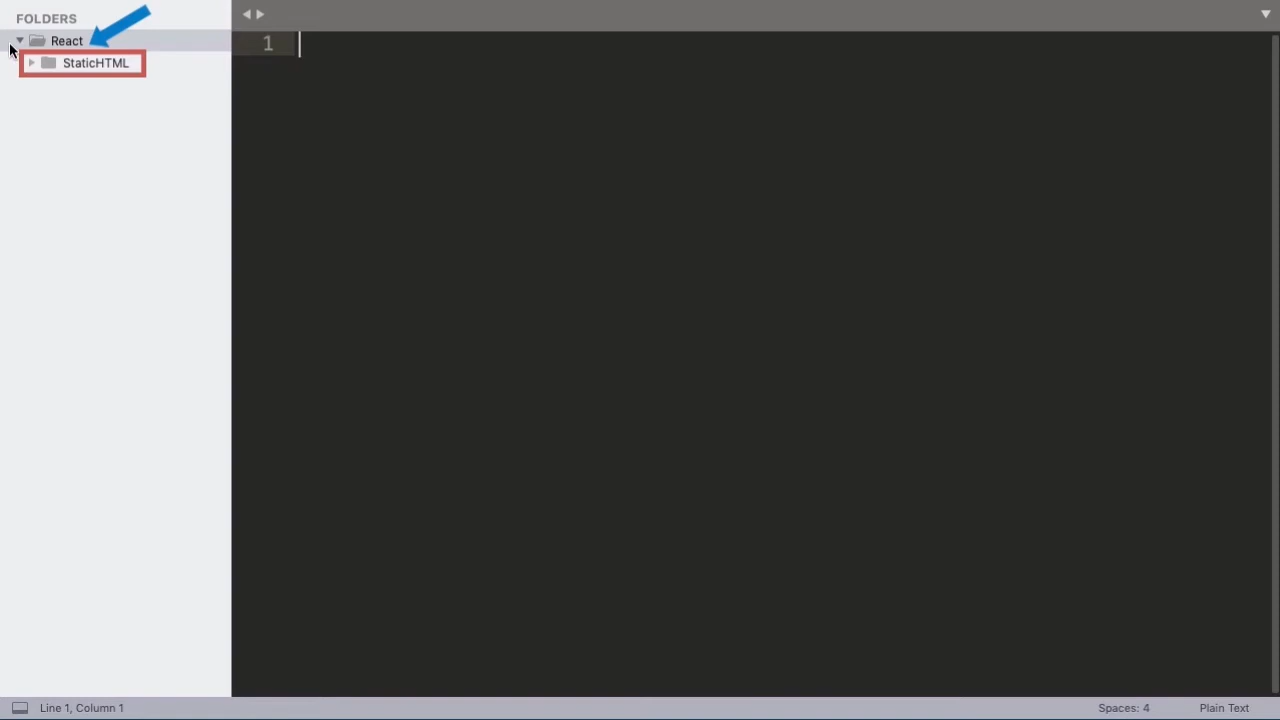 FOLDERS
React
StaticHTML
1
Line 1, Column 1
Spaces: 4
Plain Text